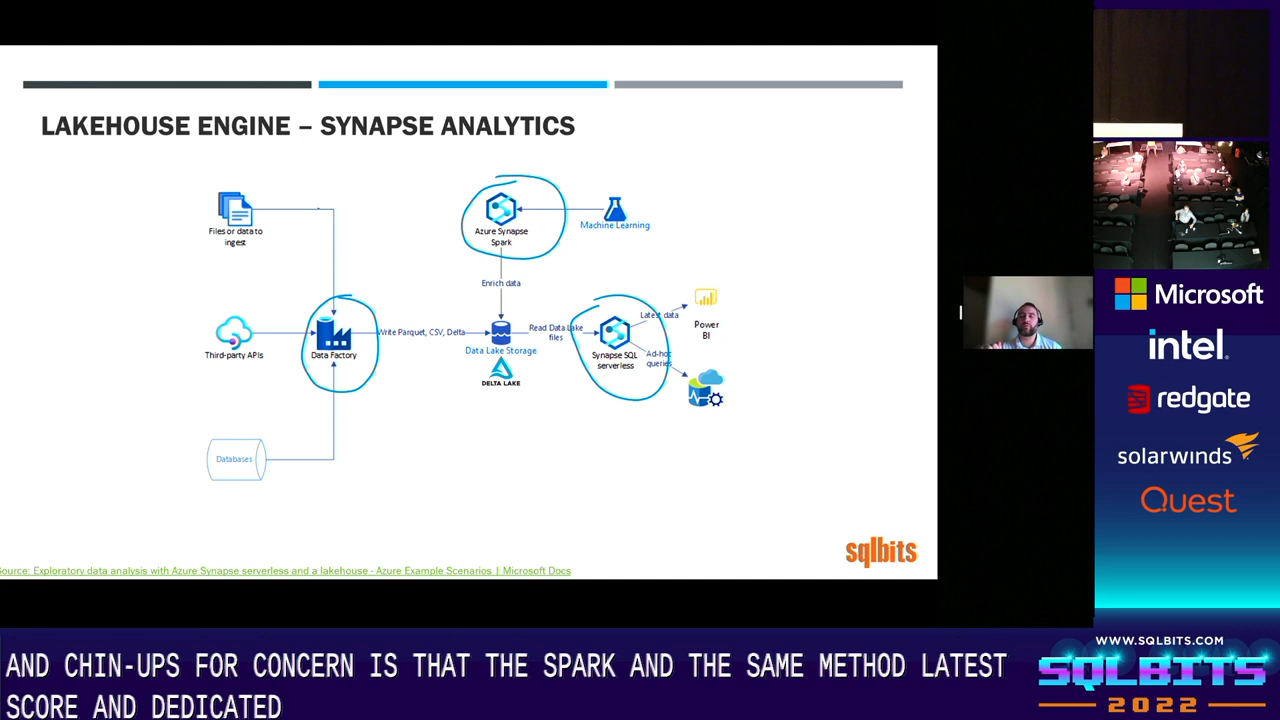 LAKEHOUSE ENGINE – SYNAPSE ANALYTICS
Files or data to
ingest
Azure Synapse
Spark
Machine Learning
Enrich data
Third-party APIs
Data Factory
Write Parquet, CSV, Delta
Data Lake Storage
DELTA LAKE
Read Data Lake
files
Synapse SQL
serverless
Latest data
Ad-hoc
queries
Power
BI
Databases
sqlbits
Source: Exploratory data analysis with Azure Synapse serverless and a lakehouse - Azure Example Scenarios | Microsoft Docs
Microsoft
intel.
redgate
solarwinds
Quest
WWW.SQLBITS.COM
SQLBITS
2022
AND CHIN-UPS FOR CONCERN IS THAT THE SPARK AND THE SAME METHOD LATEST
SCORE AND DEDICATED